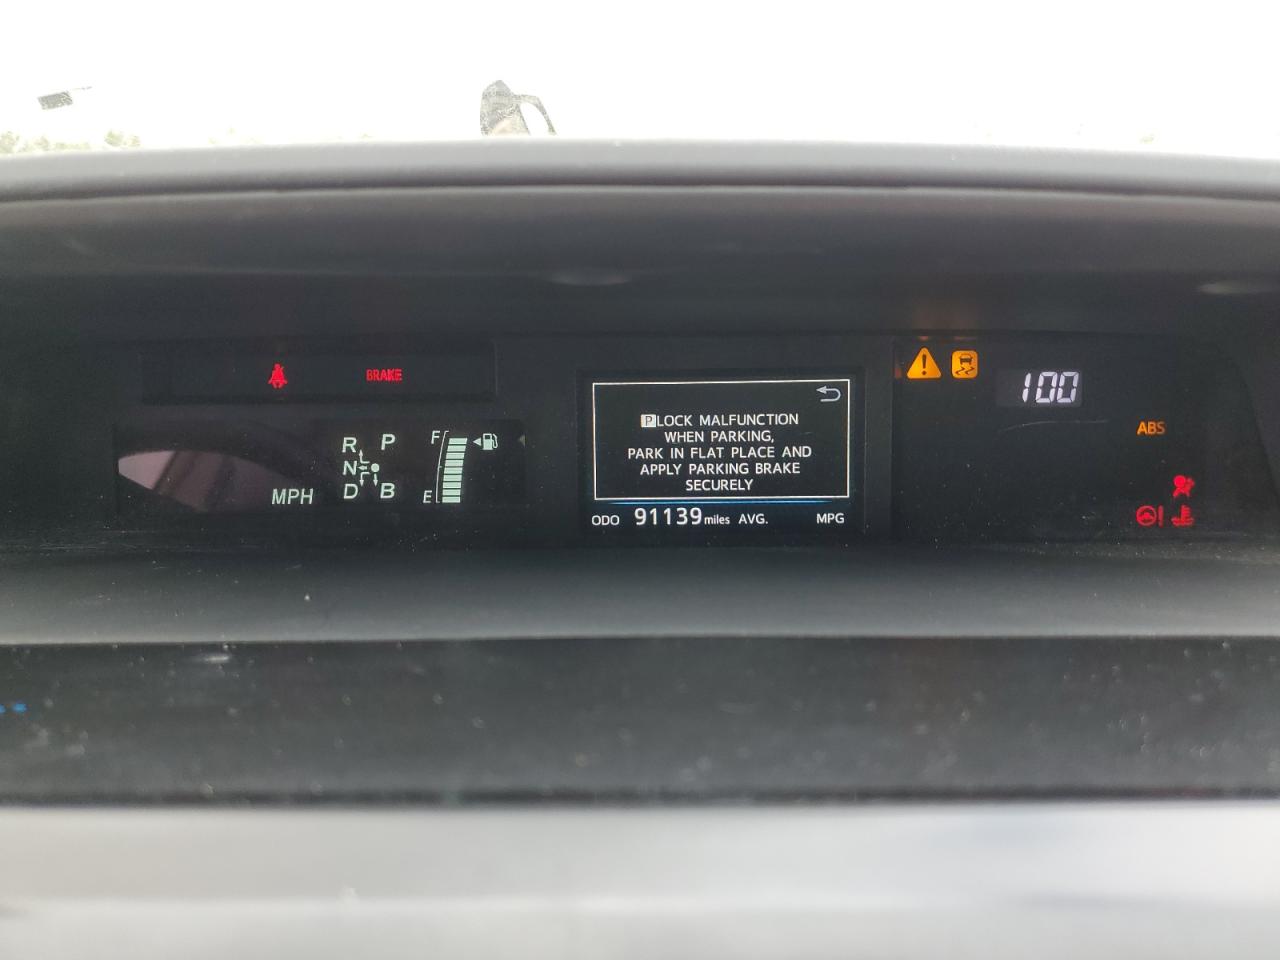 BRAKE
R P
N
D B
MPH
F
E
P LOCK MALFUNCTION
WHEN PARKING,
PARK IN FLAT PLACE AND
APPLY PARKING BRAKE
SECURELY
ODO 91139 miles AVG. MPG
100
ABS